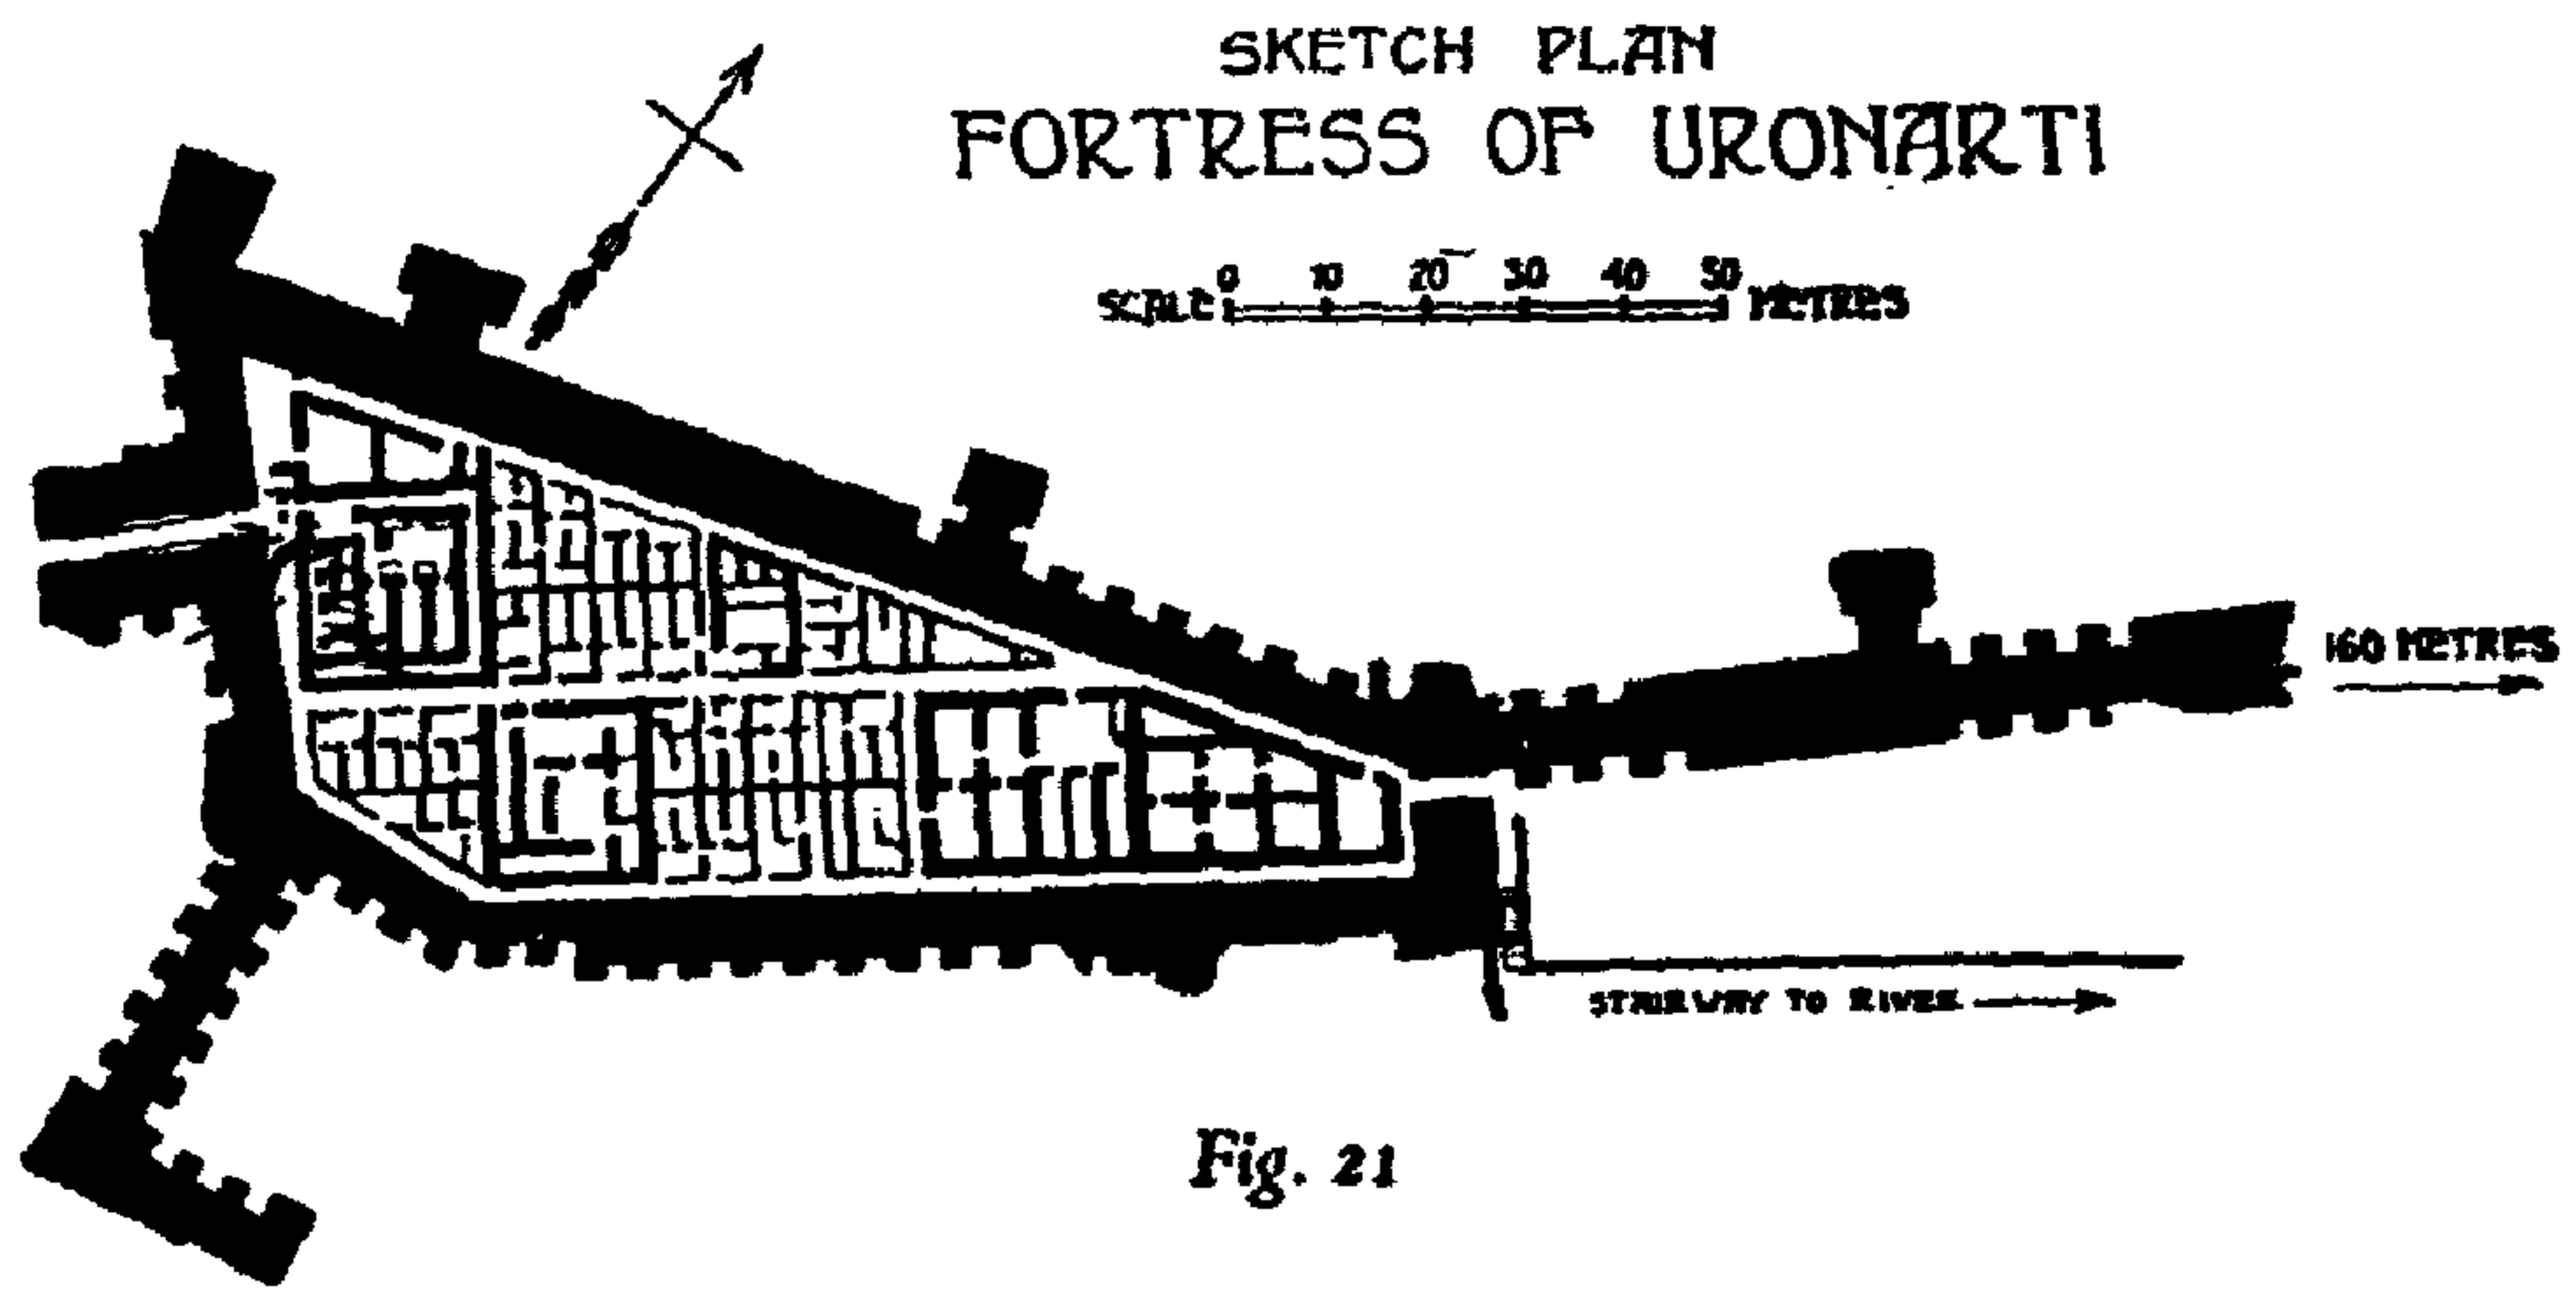 SKETCH PLAN
FORTRESS OF URONARTI
0 10 20 30 40 50
SCALE METRES
160 METRES
STAIRWAY TO RIVER
Fig. 21